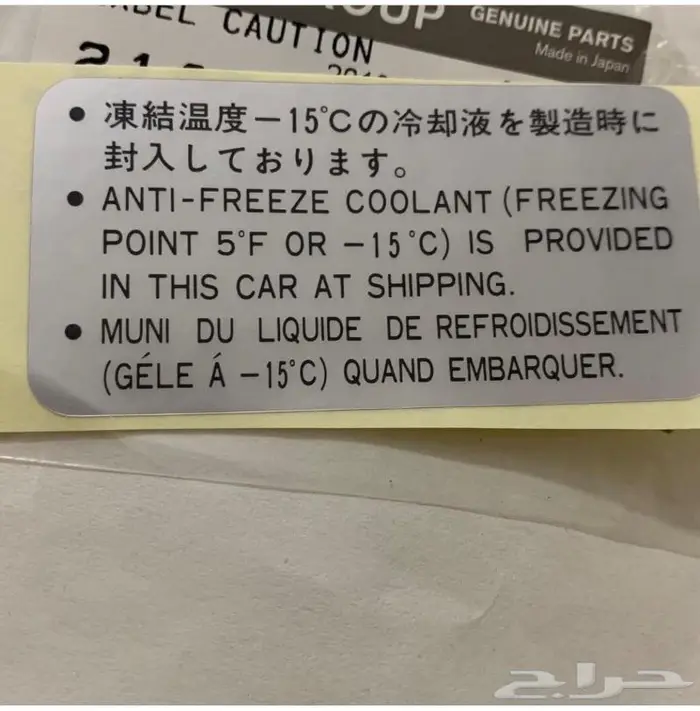 LABEL CAUTION
GENUINE PARTS
Made in Japan
• 凍結温度－15℃の冷却液を製造時に
封入しております。
• ANTI-FREEZE COOLANT (FREEZING
POINT 5°F OR －15°C) IS PROVIDED
IN THIS CAR AT SHIPPING.
• MUNI DU LIQUIDE DE REFROIDISSEMENT
(GÉLE Á －15°C) QUAND EMBARQUER.
حراج